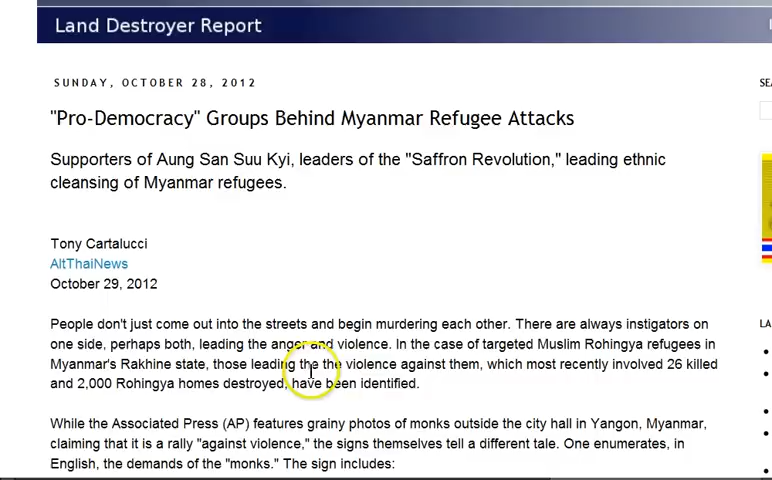 Land Destroyer Report
SUNDAY, OCTOBER 28, 2012
"Pro-Democracy" Groups Behind Myanmar Refugee Attacks
Supporters of Aung San Suu Kyi, leaders of the "Saffron Revolution," leading ethnic
cleansing of Myanmar refugees.
Tony Cartalucci
AltThaiNews
October 29, 2012
People don't just come out into the streets and begin murdering each other. There are always instigators on
one side, perhaps both, leading the anger and violence. In the case of targeted Muslim Rohingya refugees in
Myanmar's Rakhine state, those leading the the violence against them, which most recently involved 26 killed
and 2,000 Rohingya homes destroyed, have been identified.
While the Associated Press (AP) features grainy photos of monks outside the city hall in Yangon, Myanmar,
claiming that it is a rally "against violence," the signs themselves tell a different tale. One enumerates, in
English, the demands of the "monks." The sign includes: